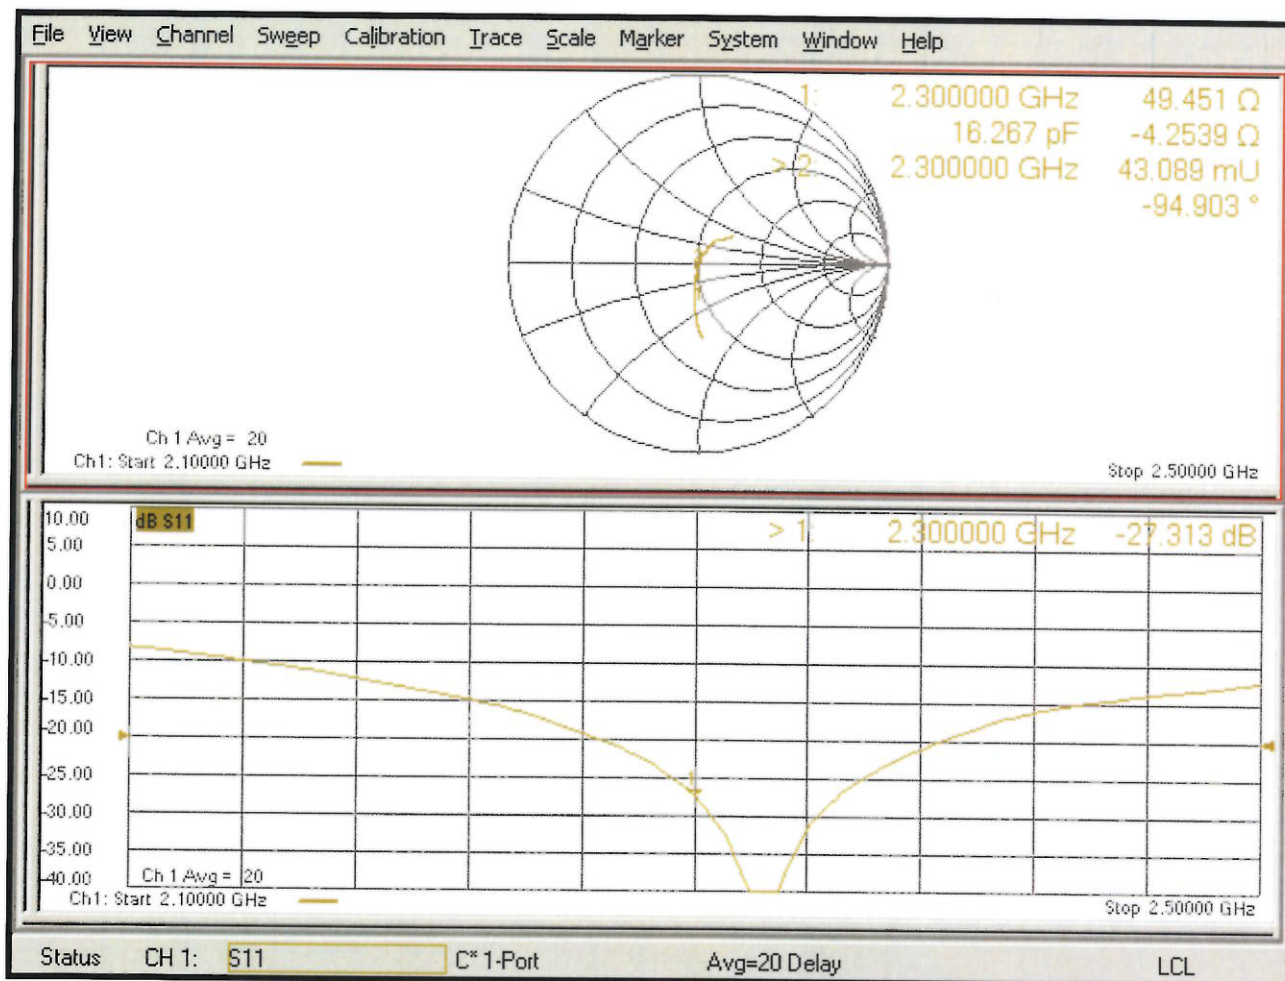 File View Channel Sweep Calibration Trace Scale Marker System Window Help
1: 2.300000 GHz 49.451 Ω
16.267 pF -4.2539 Ω
> 2: 2.300000 GHz 43.089 mU
-94.903 °
Ch 1 Avg = 20
Ch1: Start 2.10000 GHz
Stop 2.50000 GHz
10.00
dB S11
> 1: 2.300000 GHz -27.313 dB
5.00
0.00
-5.00
-10.00
-15.00
-20.00
-25.00
1
-30.00
-35.00
-40.00
Ch 1 Avg = 20
Ch1: Start 2.10000 GHz
Stop 2.50000 GHz
Status CH 1: S11 C* 1-Port Avg=20 Delay LCL